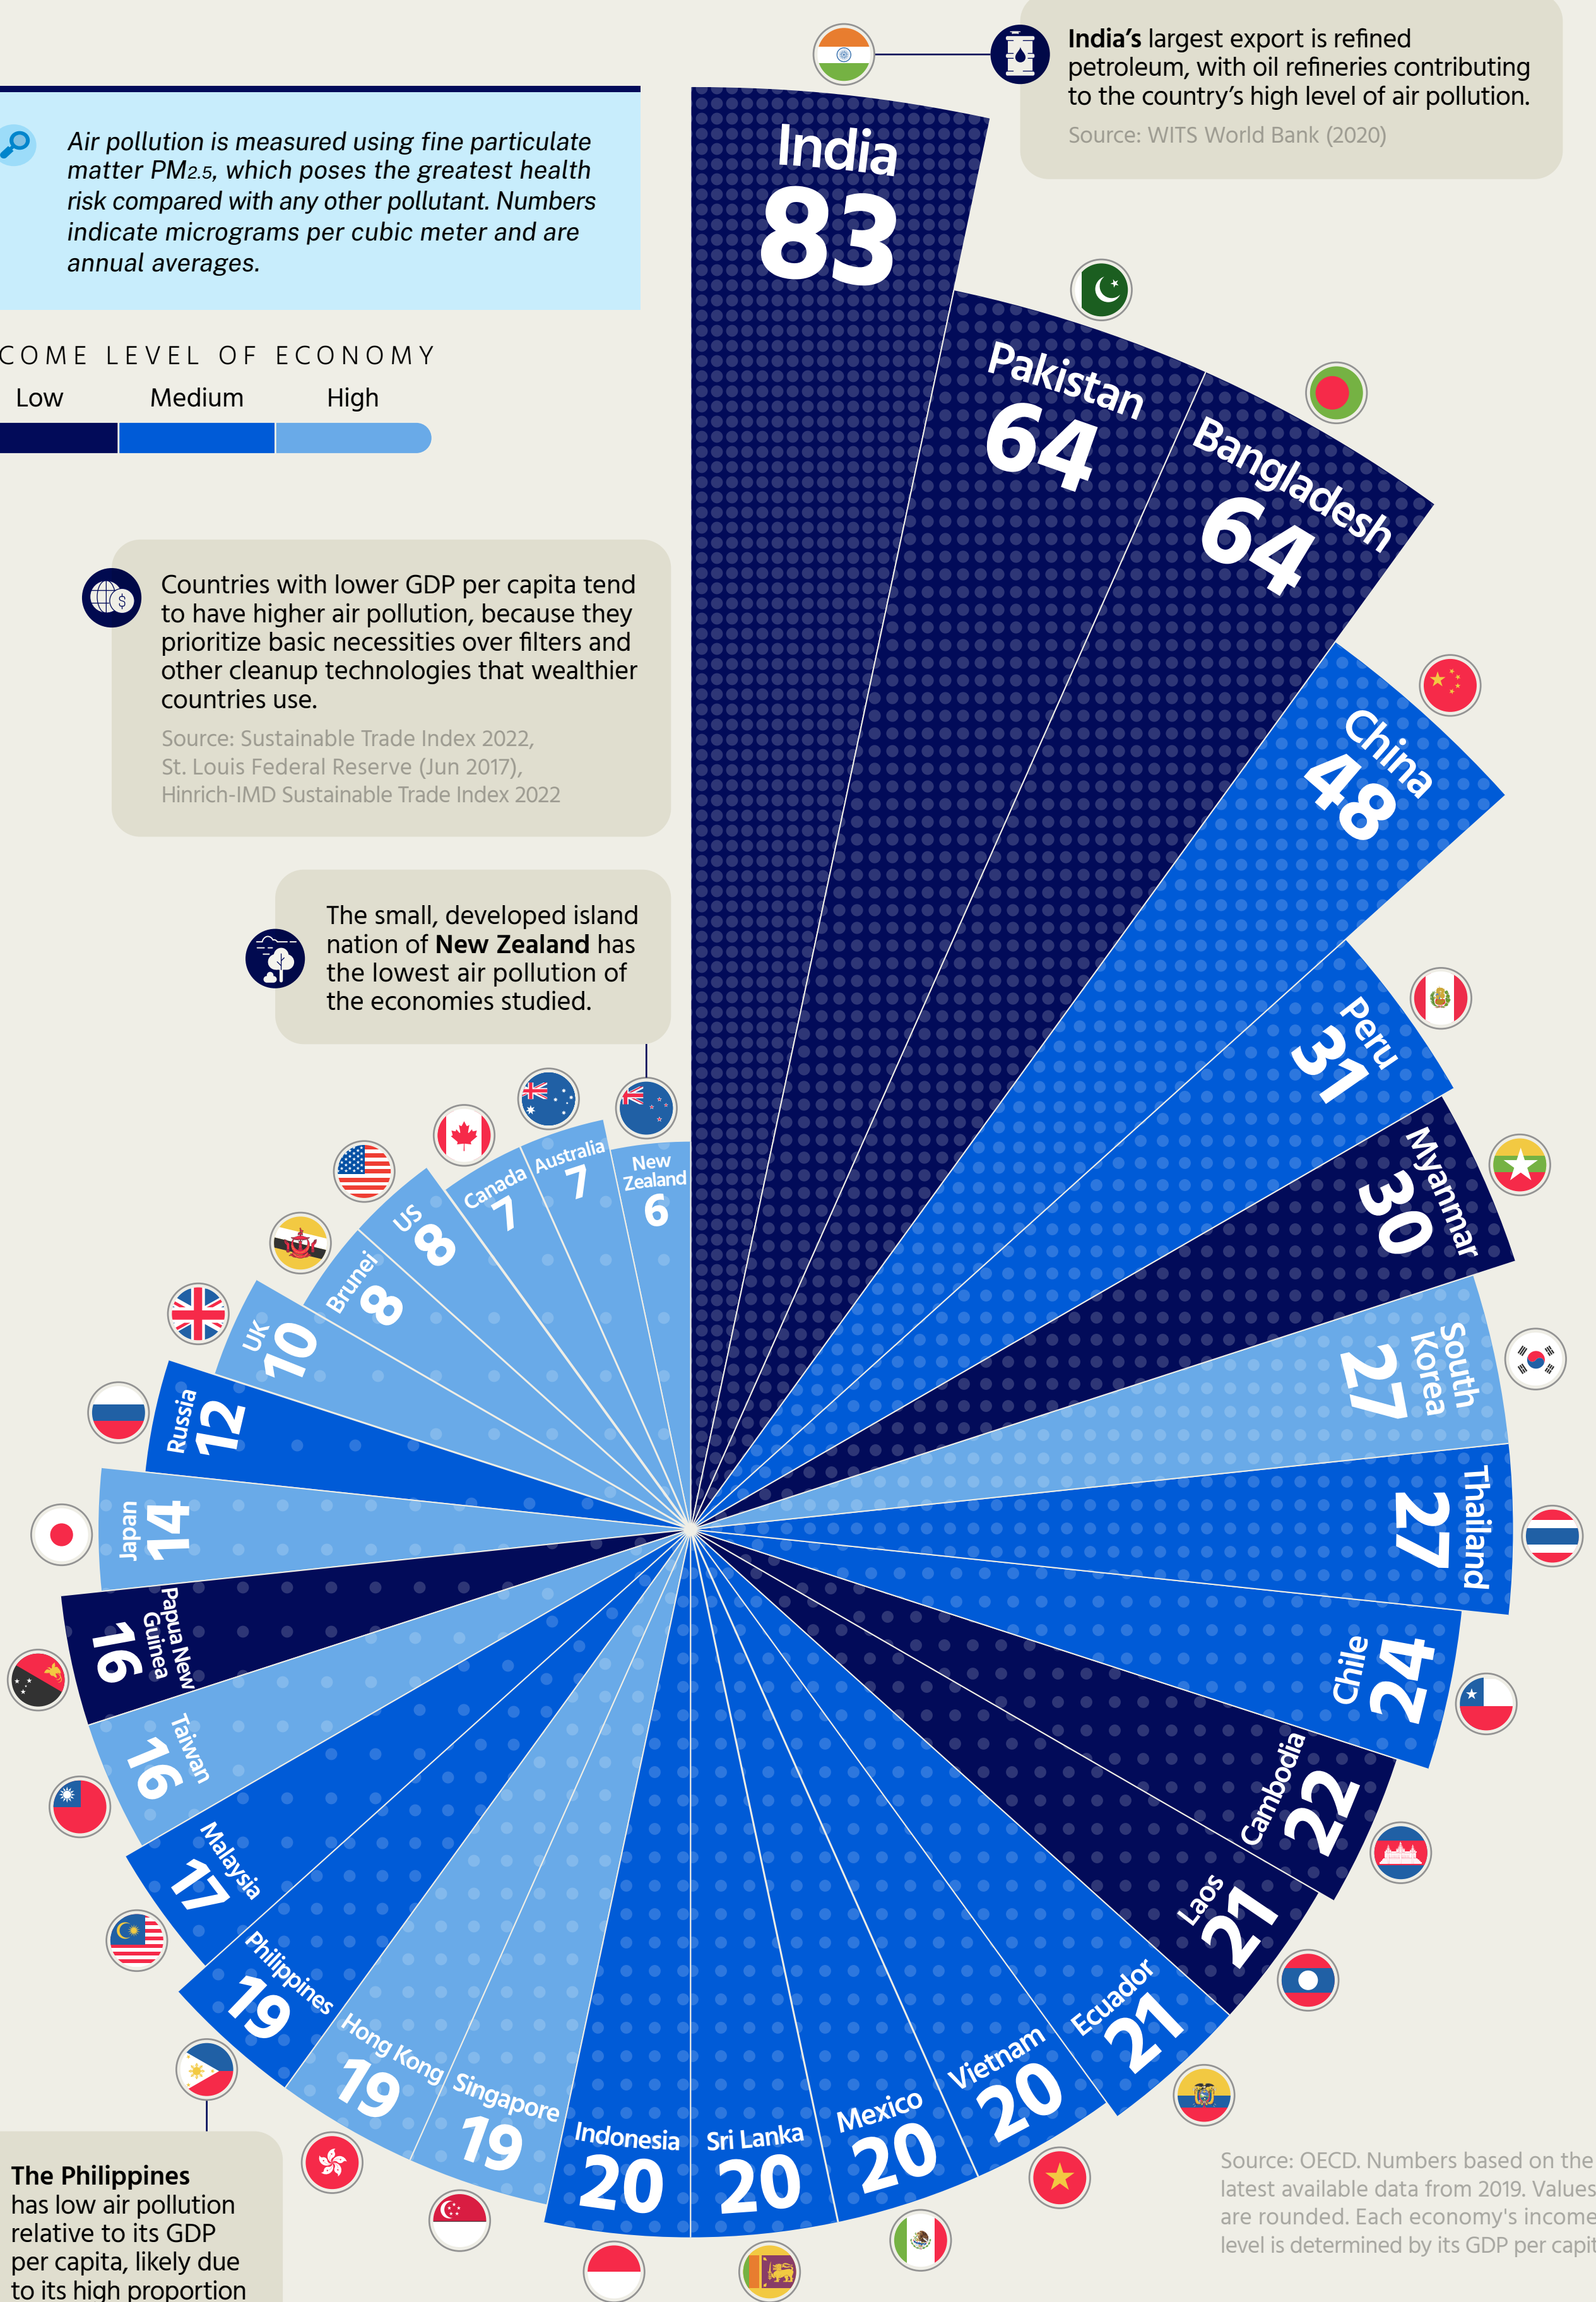 India's largest export is refined
petroleum, with oil refineries contributing
to the country's high level of air pollution.
Source: WITS World Bank (2020)
Air pollution is measured using fine particulate
matter PM2.5, which poses the greatest health
risk compared with any other pollutant. Numbers
indicate micrograms per cubic meter and are
annual averages.
COME LEVEL OF ECONOMY
Low Medium High
Countries with lower GDP per capita tend
to have higher air pollution, because they
prioritize basic necessities over filters and
other cleanup technologies that wealthier
countries use.
Source: Sustainable Trade Index 2022,
St. Louis Federal Reserve (Jun 2017),
Hinrich-IMD Sustainable Trade Index 2022
The small, developed island
nation of New Zealand has
the lowest air pollution of
the economies studied.
India
83
Pakistan
64
Bangladesh
64
China
48
Peru
31
Myanmar
30
South
Korea
27
Thailand
27
Chile
24
Cambodia
22
Laos
21
Ecuador
21
Vietnam
20
Mexico
20
Sri Lanka
20
Indonesia
20
Singapore
19
Hong Kong
19
Philippines
19
Malaysia
17
Taiwan
16
Papua New
Guinea
16
Japan
14
Russia
12
UK
10
Brunei
8
US
8
Canada
7
Australia
7
New
Zealand
6
The Philippines
has low air pollution
relative to its GDP
per capita, likely due
to its high proportion
Source: OECD. Numbers based on the
latest available data from 2019. Values
are rounded. Each economy's income
level is determined by its GDP per capit